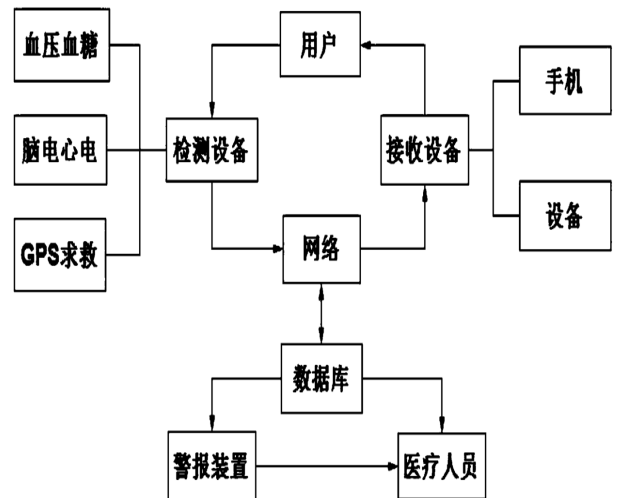 血压血糖
用户
手机
脑电心电
检测设备
接收设备
设备
GPS求救
网络
数据库
警报装置
医疗人员